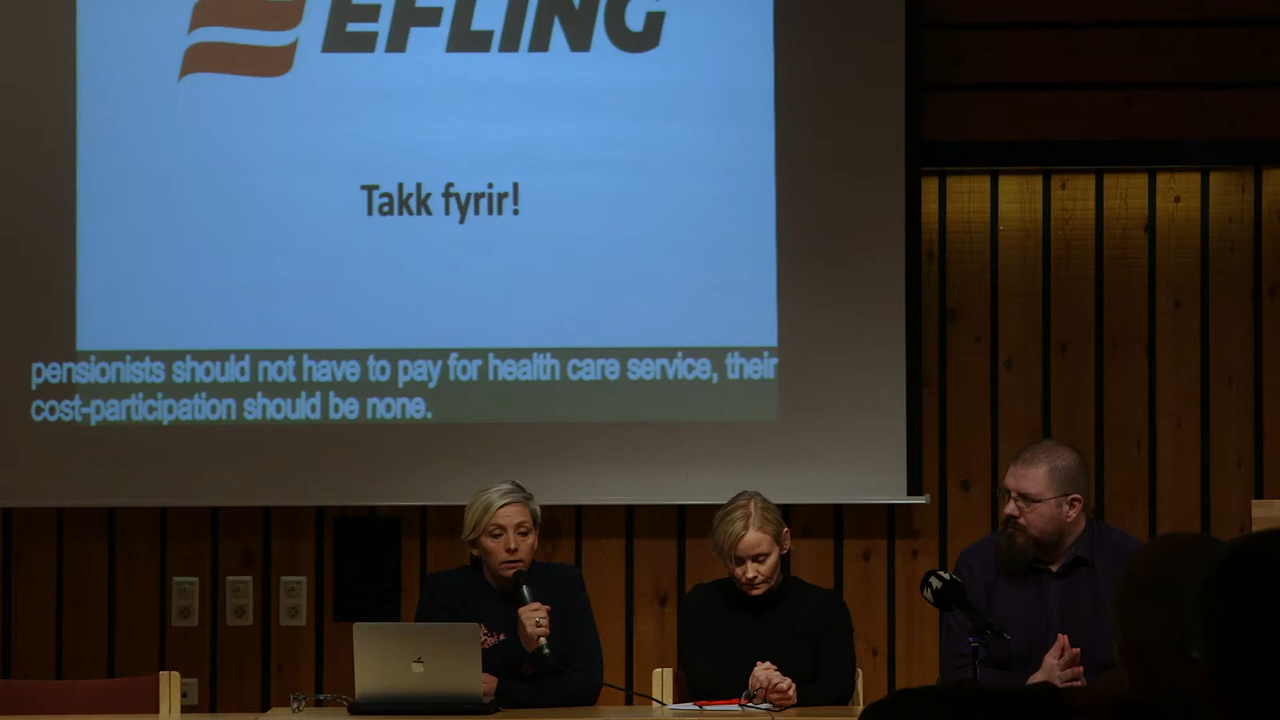 EFLING
Takk fyrir!
pensionists should not have to pay for health care service, their
cost-participation should be none.